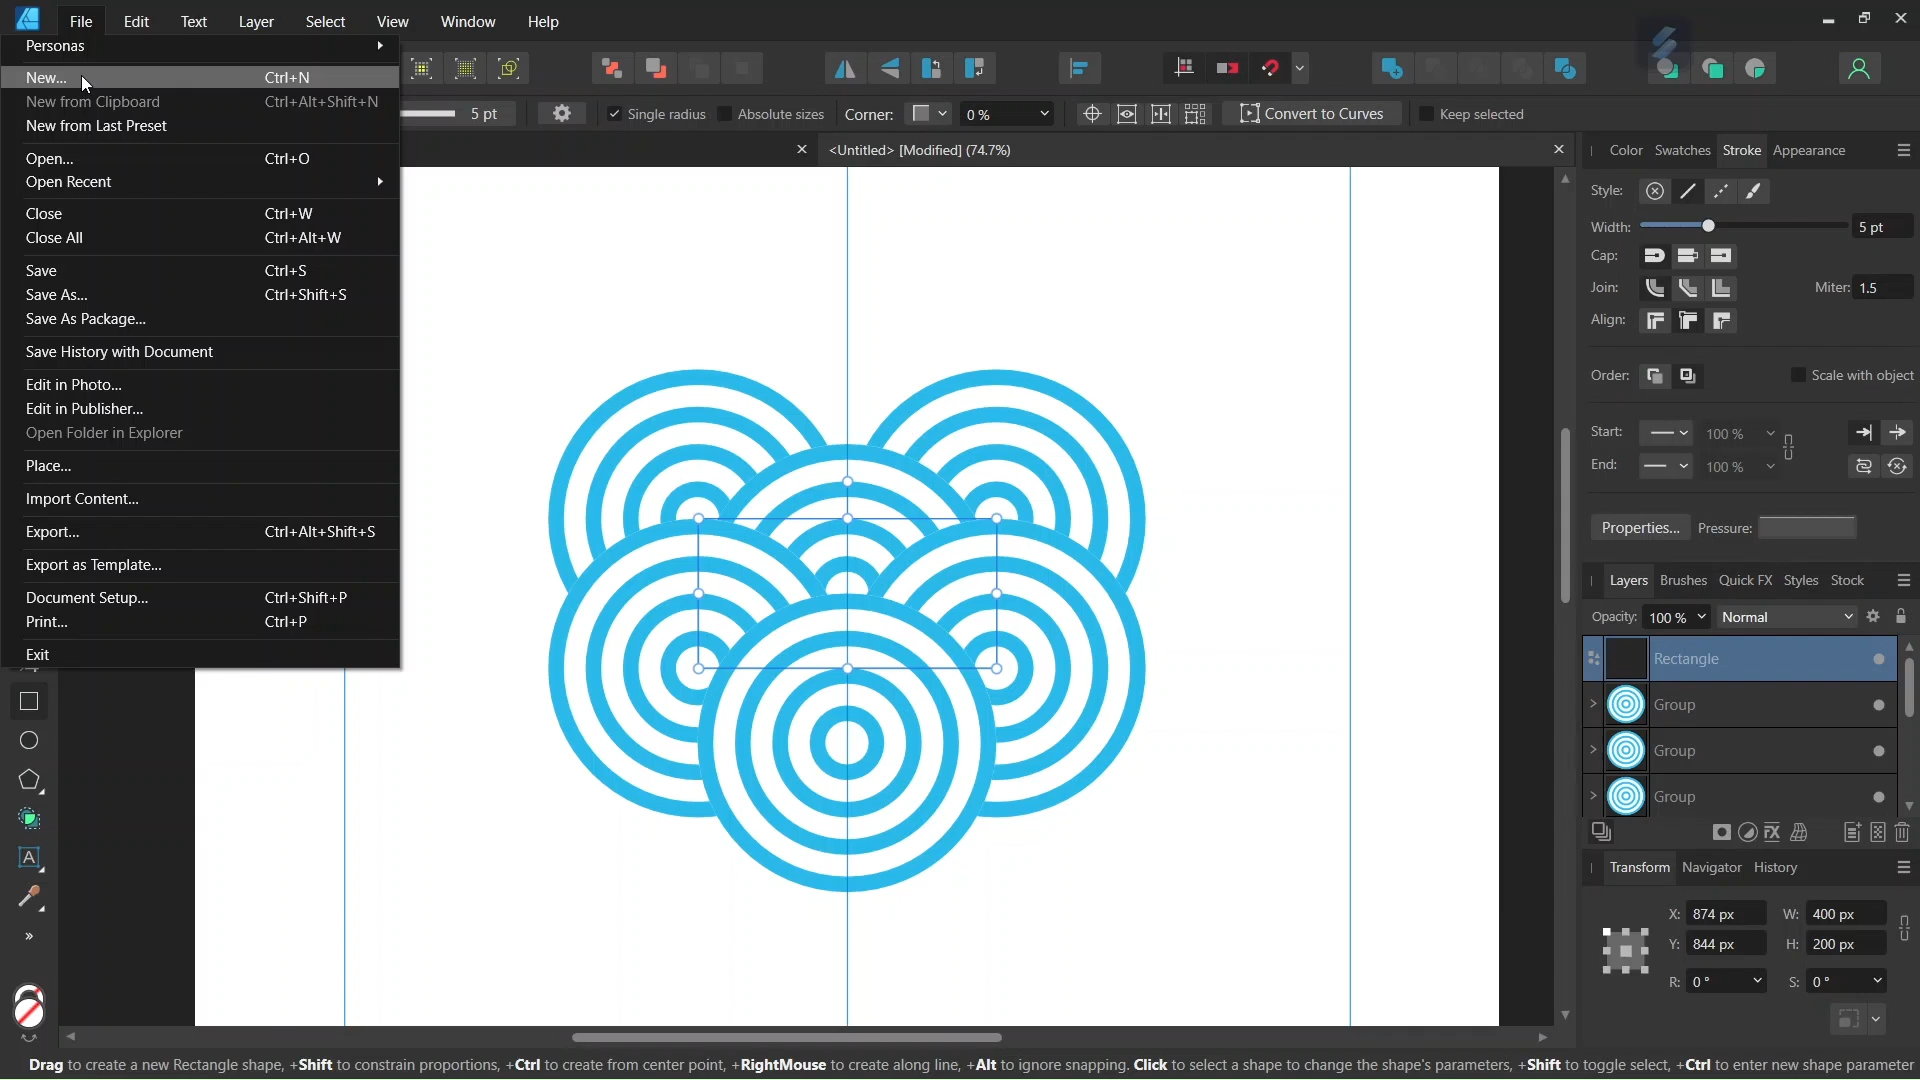 File Edit Text Layer Select View Window Help
Personas
New... Ctrl+N
New from Clipboard Ctrl+Alt+Shift+N
New from Last Preset
Open... Ctrl+O
Open Recent
Close Ctrl+W
Close All Ctrl+Alt+W
Save Ctrl+S
Save As... Ctrl+Shift+S
Save As Package...
Save History with Document
Edit in Photo...
Edit in Publisher...
Open Folder in Explorer
Place...
Import Content...
Export... Ctrl+Alt+Shift+S
Export as Template...
Document Setup... Ctrl+Shift+P
Print... Ctrl+P
Exit
5 pt Single radius Absolute sizes Corner: 0 % Convert to Curves Keep selected
<Untitled> [Modified] (74.7%)
Color Swatches Stroke Appearance
Style:
Width: 5 pt
Cap:
Join: Miter: 1.5
Align:
Order: Scale with object
Start: 100 %
End: 100 %
Properties... Pressure:
Layers Brushes Quick FX Styles Stock
Opacity: 100 % Normal
Rectangle
Group
Group
Group
Transform Navigator History
X: 874 px W: 400 px
Y: 844 px H: 200 px
R: 0 ° S: 0 °
Drag to create a new Rectangle shape, +Shift to constrain proportions, +Ctrl to create from center point, +RightMouse to create along line, +Alt to ignore snapping. Click to select a shape to change the shape's parameters, +Shift to toggle select, +Ctrl to enter new shape parameter